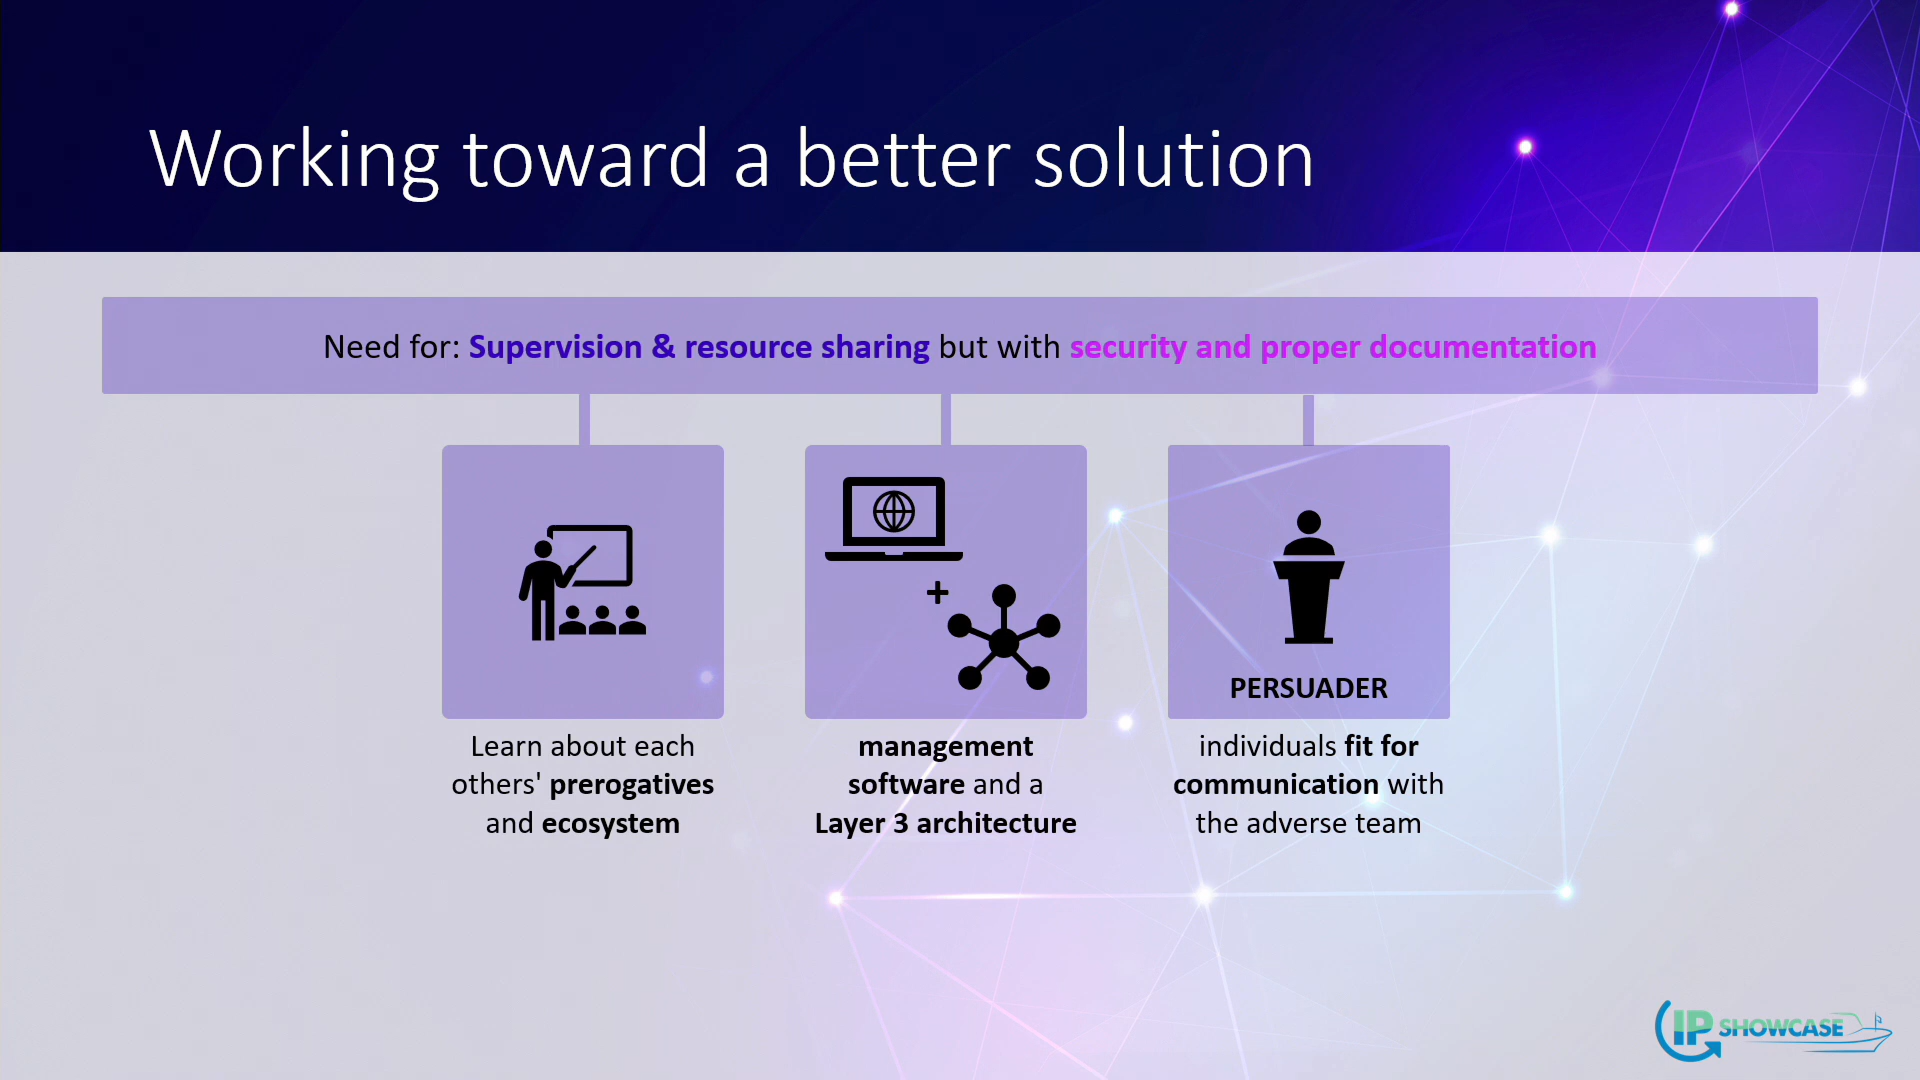 Working toward a better solution
Need for: Supervision & resource sharing but with security and proper documentation
+
PERSUADER
Learn about each
others' prerogatives
and ecosystem
management
software and a
Layer 3 architecture
individuals fit for
communication with
the adverse team
IP SHOWCASE